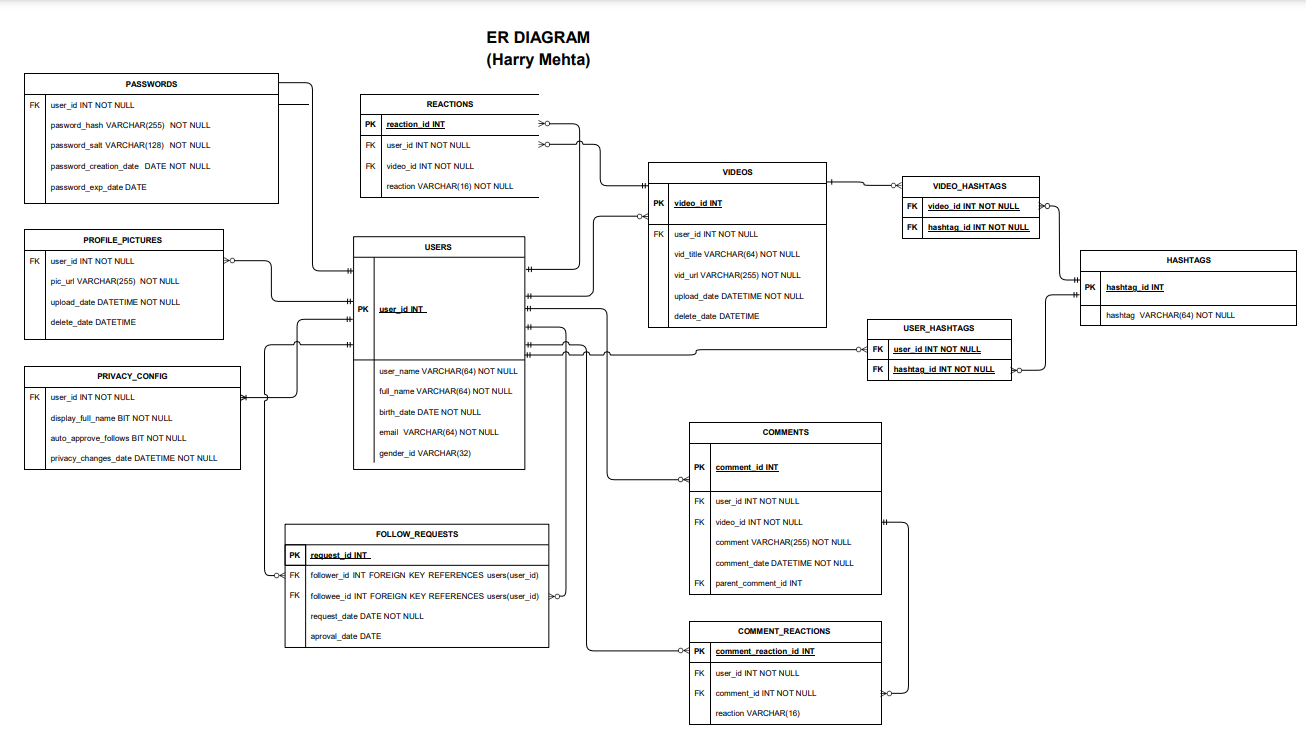 ER DIAGRAM
(Harry Mehta)
PASSWORDS
FK user_id INT NOT NULL
pasword_hash VARCHAR(255) NOT NULL
password_salt VARCHAR(128) NOT NULL
password_creation_date DATE NOT NULL
password_exp_date DATE
REACTIONS
PK reaction_id INT
FK user_id INT NOT NULL
FK video_id INT NOT NULL
reaction VARCHAR(16) NOT NULL
VIDEOS
PK video_id INT
FK user_id INT NOT NULL
vid_title VARCHAR(64) NOT NULL
vid_url VARCHAR(255) NOT NULL
upload_date DATETIME NOT NULL
delete_date DATETIME
VIDEO_HASHTAGS
FK video_id INT NOT NULL
FK hashtag_id INT NOT NULL
PROFILE_PICTURES
FK user_id INT NOT NULL
pic_url VARCHAR(255) NOT NULL
upload_date DATETIME NOT NULL
delete_date DATETIME
USERS
PK user_id INT
user_name VARCHAR(64) NOT NULL
full_name VARCHAR(64) NOT NULL
birth_date DATE NOT NULL
email VARCHAR(64) NOT NULL
gender_id VARCHAR(32)
HASHTAGS
PK hashtag_id INT
hashtag VARCHAR(64) NOT NULL
USER_HASHTAGS
FK user_id INT NOT NULL
FK hashtag_id INT NOT NULL
PRIVACY_CONFIG
FK user_id INT NOT NULL
display_full_name BIT NOT NULL
auto_approve_follows BIT NOT NULL
privacy_changes_date DATETIME NOT NULL
COMMENTS
PK comment_id INT
FK user_id INT NOT NULL
FK video_id INT NOT NULL
comment VARCHAR(255) NOT NULL
comment_date DATETIME NOT NULL
FK parent_comment_id INT
FOLLOW_REQUESTS
PK request_id INT
FK follower_id INT FOREIGN KEY REFERENCES users(user_id)
FK followee_id INT FOREIGN KEY REFERENCES users(user_id)
request_date DATE NOT NULL
aproval_date DATE
COMMENT_REACTIONS
PK comment_reaction_id INT
FK user_id INT NOT NULL
FK comment_id INT NOT NULL
reaction VARCHAR(16)